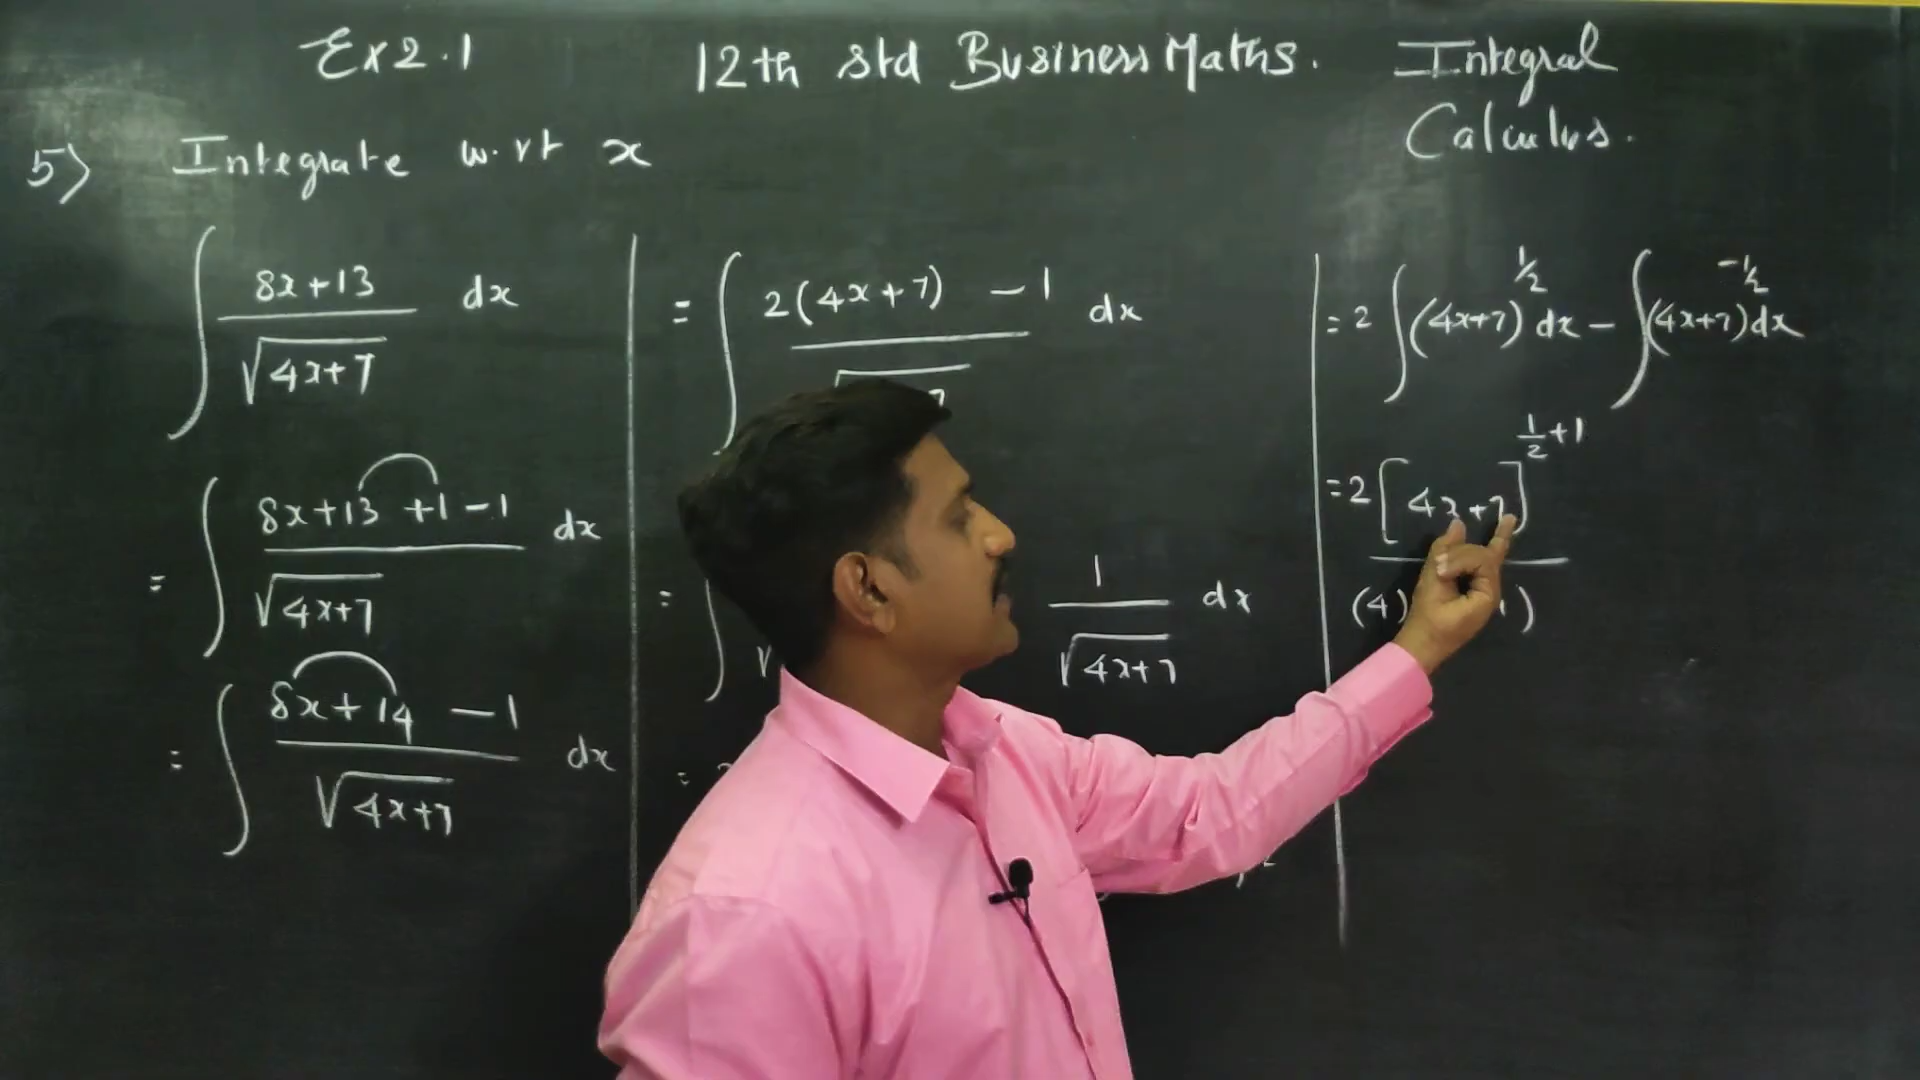 Ex 2.1
12th std Business Maths.
Integral
Calculus.
5) Integrate w.rt x
∫ (8x+13)/√(4x+7) dx
= ∫ (8x+13+1-1)/√(4x+7) dx
= ∫ (8x+14 -1)/√(4x+7) dx
= ∫ 2(4x+7) -1 dx
= ∫ 1/√(4x+7) dx
= 2∫(4x+7)^1/2 dx - ∫(4x+7)^-1/2 dx
= 2[4x+7]^(1/2+1)
(4) 1)